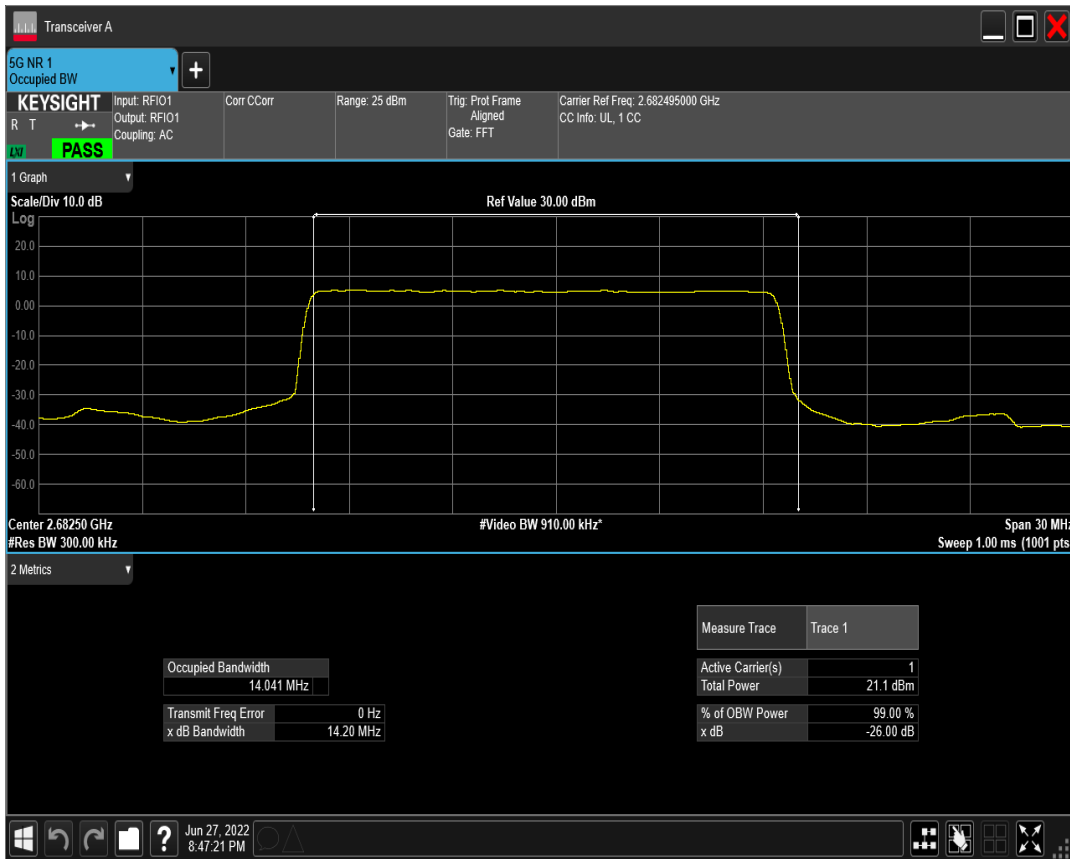 Transceiver A
5G NR 1
Occupied BW
KEYSIGHT
R T
LXI
PASS
Input: RFIO1
Output: RFIO1
Coupling: AC
Corr CCorr
Range: 25 dBm
Trig: Prot Frame
Aligned
Gate: FFT
Carrier Ref Freq: 2.682495000 GHz
CC Info: UL, 1 CC
1 Graph
Scale/Div 10.0 dB
Ref Value 30.00 dBm
Log
20.0
10.0
0.00
-10.0
-20.0
-30.0
-40.0
-50.0
-60.0
Center 2.68250 GHz
#Video BW 910.00 kHz*
Span 30 MHz
#Res BW 300.00 kHz
Sweep 1.00 ms (1001 pts
2 Metrics
Measure Trace Trace 1
Occupied Bandwidth
14.041 MHz
Active Carrier(s) 1
Total Power 21.1 dBm
Transmit Freq Error 0 Hz
x dB Bandwidth 14.20 MHz
% of OBW Power 99.00 %
x dB -26.00 dB
?
Jun 27, 2022
8:47:21 PM